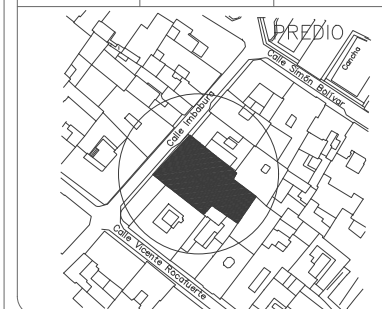 PREDIO
Cancha
Calle Simón Bolívar
Calle Imbabura
Calle Vicente Rocafuerte